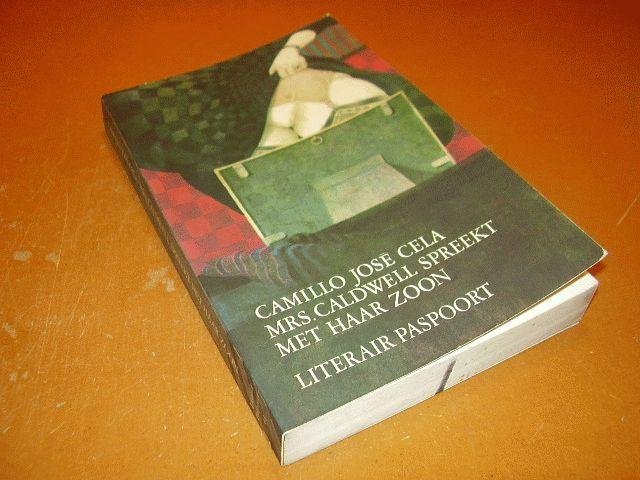 CAMILLO JOSE CELA
MRS. CALDWELL SPREEKT
MET HAAR ZOON
LITERAIR PASPOORT